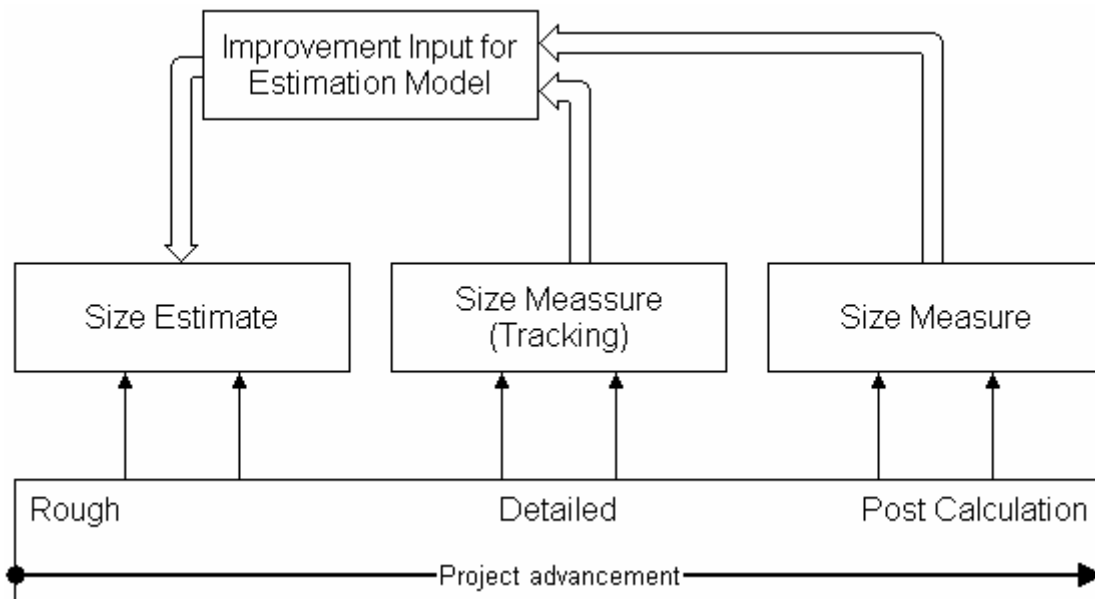 Improvement Input for
Estimation Model
Size Estimate
Size Meassure
(Tracking)
Size Measure
Rough
Detailed
Post Calculation
Project advancement